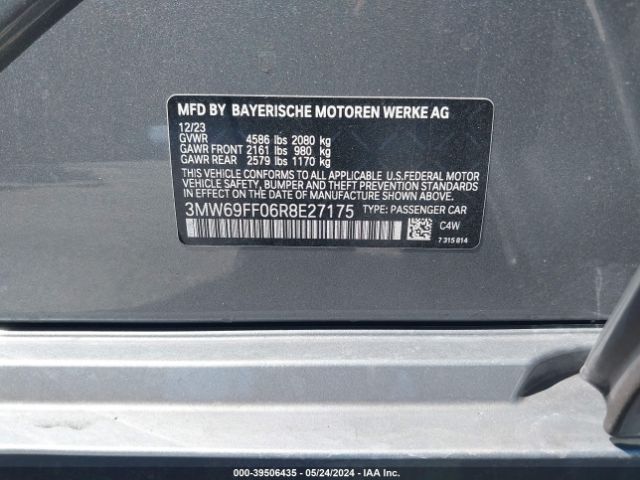 MFD BY BAYERISCHE MOTOREN WERKE AG
12/23
GVWR 4586 lbs 2080 kg
GAWR FRONT 2161 lbs 980 kg
GAWR REAR 2579 lbs 1170 kg
THIS VEHICLE CONFORMS TO ALL APPLICABLE U.S.FEDERAL MOTOR
VEHICLE SAFETY, BUMPER AND THEFT PREVENTION STANDARDS
IN EFFECT ON THE DATE OF MANUFACTURE SHOWN ABOVE.
3MW69FF06R8E27175 TYPE: PASSENGER CAR
C4W
7 315 814
000-39506435 - 05/24/2024 - IAA Inc.